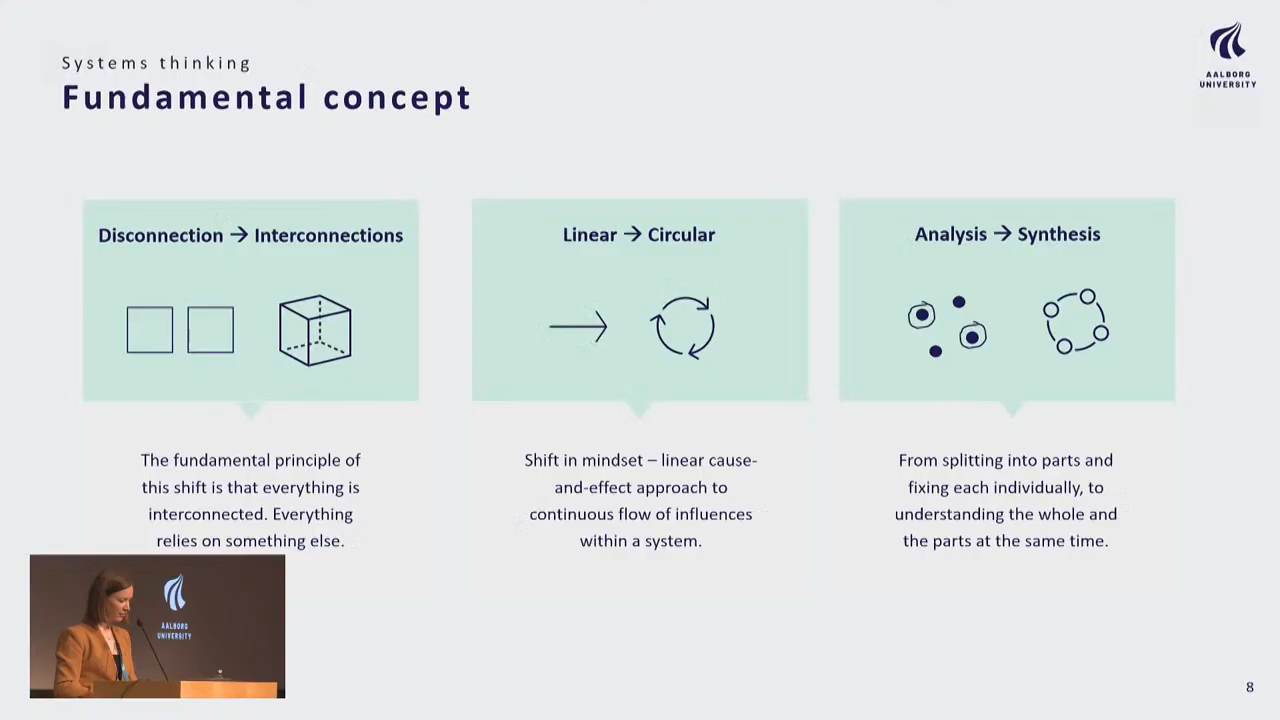 Systems thinking
Fundamental concept
AALBORG
UNIVERSITY
Disconnection → Interconnections
The fundamental principle of
this shift is that everything is
interconnected. Everything
relies on something else.
Linear → Circular
Shift in mindset – linear cause-
and-effect approach to
continuous flow of influences
within a system.
Analysis → Synthesis
From splitting into parts and
fixing each individually, to
understanding the whole and
the parts at the same time.
AALBORG
UNIVERSITY
8